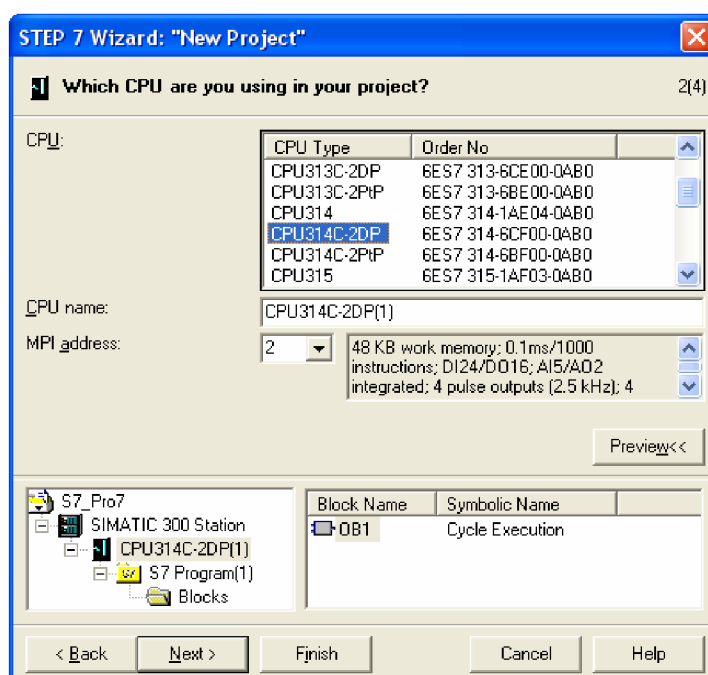 STEP 7 Wizard: "New Project"
Which CPU are you using in your project? 2(4)
CPU:
CPU Type Order No
CPU313C-2DP 6ES7 313-6CE00-0AB0
CPU313C-2PtP 6ES7 313-6BE00-0AB0
CPU314 6ES7 314-1AE04-0AB0
CPU314C-2DP 6ES7 314-6CF00-0AB0
CPU314C-2PtP 6ES7 314-6BF00-0AB0
CPU315 6ES7 315-1AF03-0AB0
CPU name: CPU314C-2DP(1)
MPI address: 2
48 KB work memory; 0.1ms/1000
instructions; DI24/DO16; AI5/AO2
integrated; 4 pulse outputs (2.5 kHz); 4
Preview<<
S7_Pro7
SIMATIC 300 Station
CPU314C-2DP(1)
S7 Program(1)
Blocks
Block Name Symbolic Name
OB1 Cycle Execution
< Back Next > Finish Cancel Help